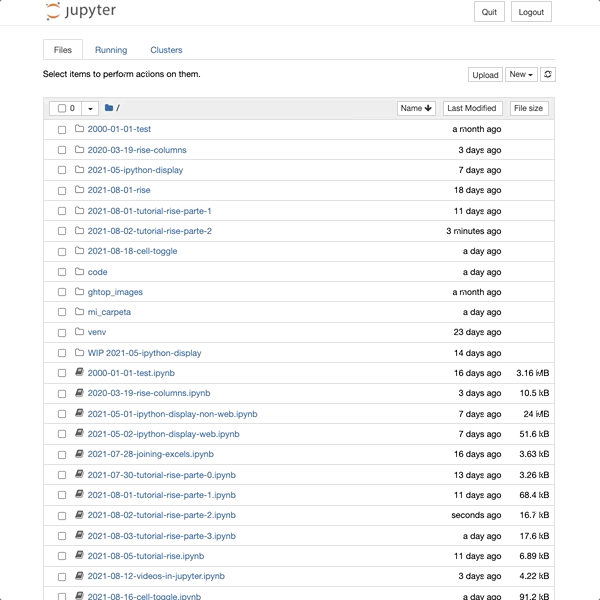 jupyter Quit Logout
Files Running Clusters
Select items to perform actions on them. Upload New
0 / Name Last Modified File size
2000-01-01-test a month ago
2020-03-19-rise-columns 3 days ago
2021-05-ipython-display 7 days ago
2021-08-01-rise 18 days ago
2021-08-01-tutorial-rise-parte-1 11 days ago
2021-08-02-tutorial-rise-parte-2 3 minutes ago
2021-08-18-cell-toggle a day ago
code a day ago
ghtop_images a month ago
mi_carpeta a day ago
venv 23 days ago
WIP 2021-05-ipython-display 14 days ago
2000-01-01-test.ipynb 16 days ago 3.16 MB
2020-03-19-rise-columns.ipynb 3 days ago 10.5 kB
2021-05-01-ipython-display-non-web.ipynb 7 days ago 24 MB
2021-05-02-ipython-display-web.ipynb 7 days ago 51.6 kB
2021-07-28-joining-excels.ipynb 16 days ago 3.63 kB
2021-07-30-tutorial-rise-parte-0.ipynb 13 days ago 3.26 kB
2021-08-01-tutorial-rise-parte-1.ipynb 11 days ago 68.4 kB
2021-08-02-tutorial-rise-parte-2.ipynb seconds ago 16.7 kB
2021-08-03-tutorial-rise-parte-3.ipynb a day ago 17.6 kB
2021-08-05-tutorial-rise.ipynb 11 days ago 6.89 kB
2021-08-12-videos-in-jupyter.ipynb 3 days ago 4.22 kB
2021-08-16-cell-toggle.ipynb a day ago 91.2 kB